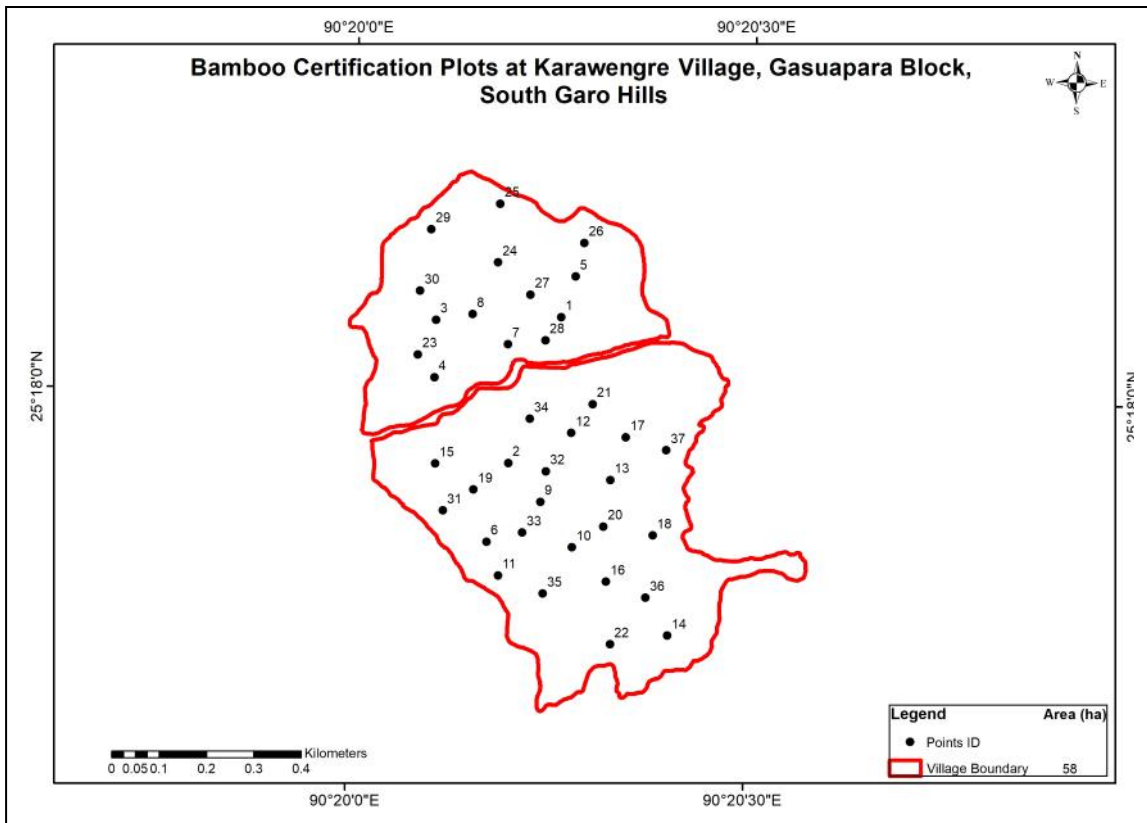 90°20'0"E
90°20'30"E
Bamboo Certification Plots at Karawengre Village, Gasuapara Block,
South Garo Hills
N
W
E
S
25
29
26
24
5
30
27
3
8
1
28
7
23
4
25°18'0"N
25°18'0"N
21
34
12
17
37
15
2
32
13
19
9
31
20
33
18
6
10
11
16
35
36
14
22
Legend
Area (ha)
Points ID
Village Boundary
58
Kilometers
0
0.05
0.1
0.2
0.3
0.4
90°20'0"E
90°20'30"E